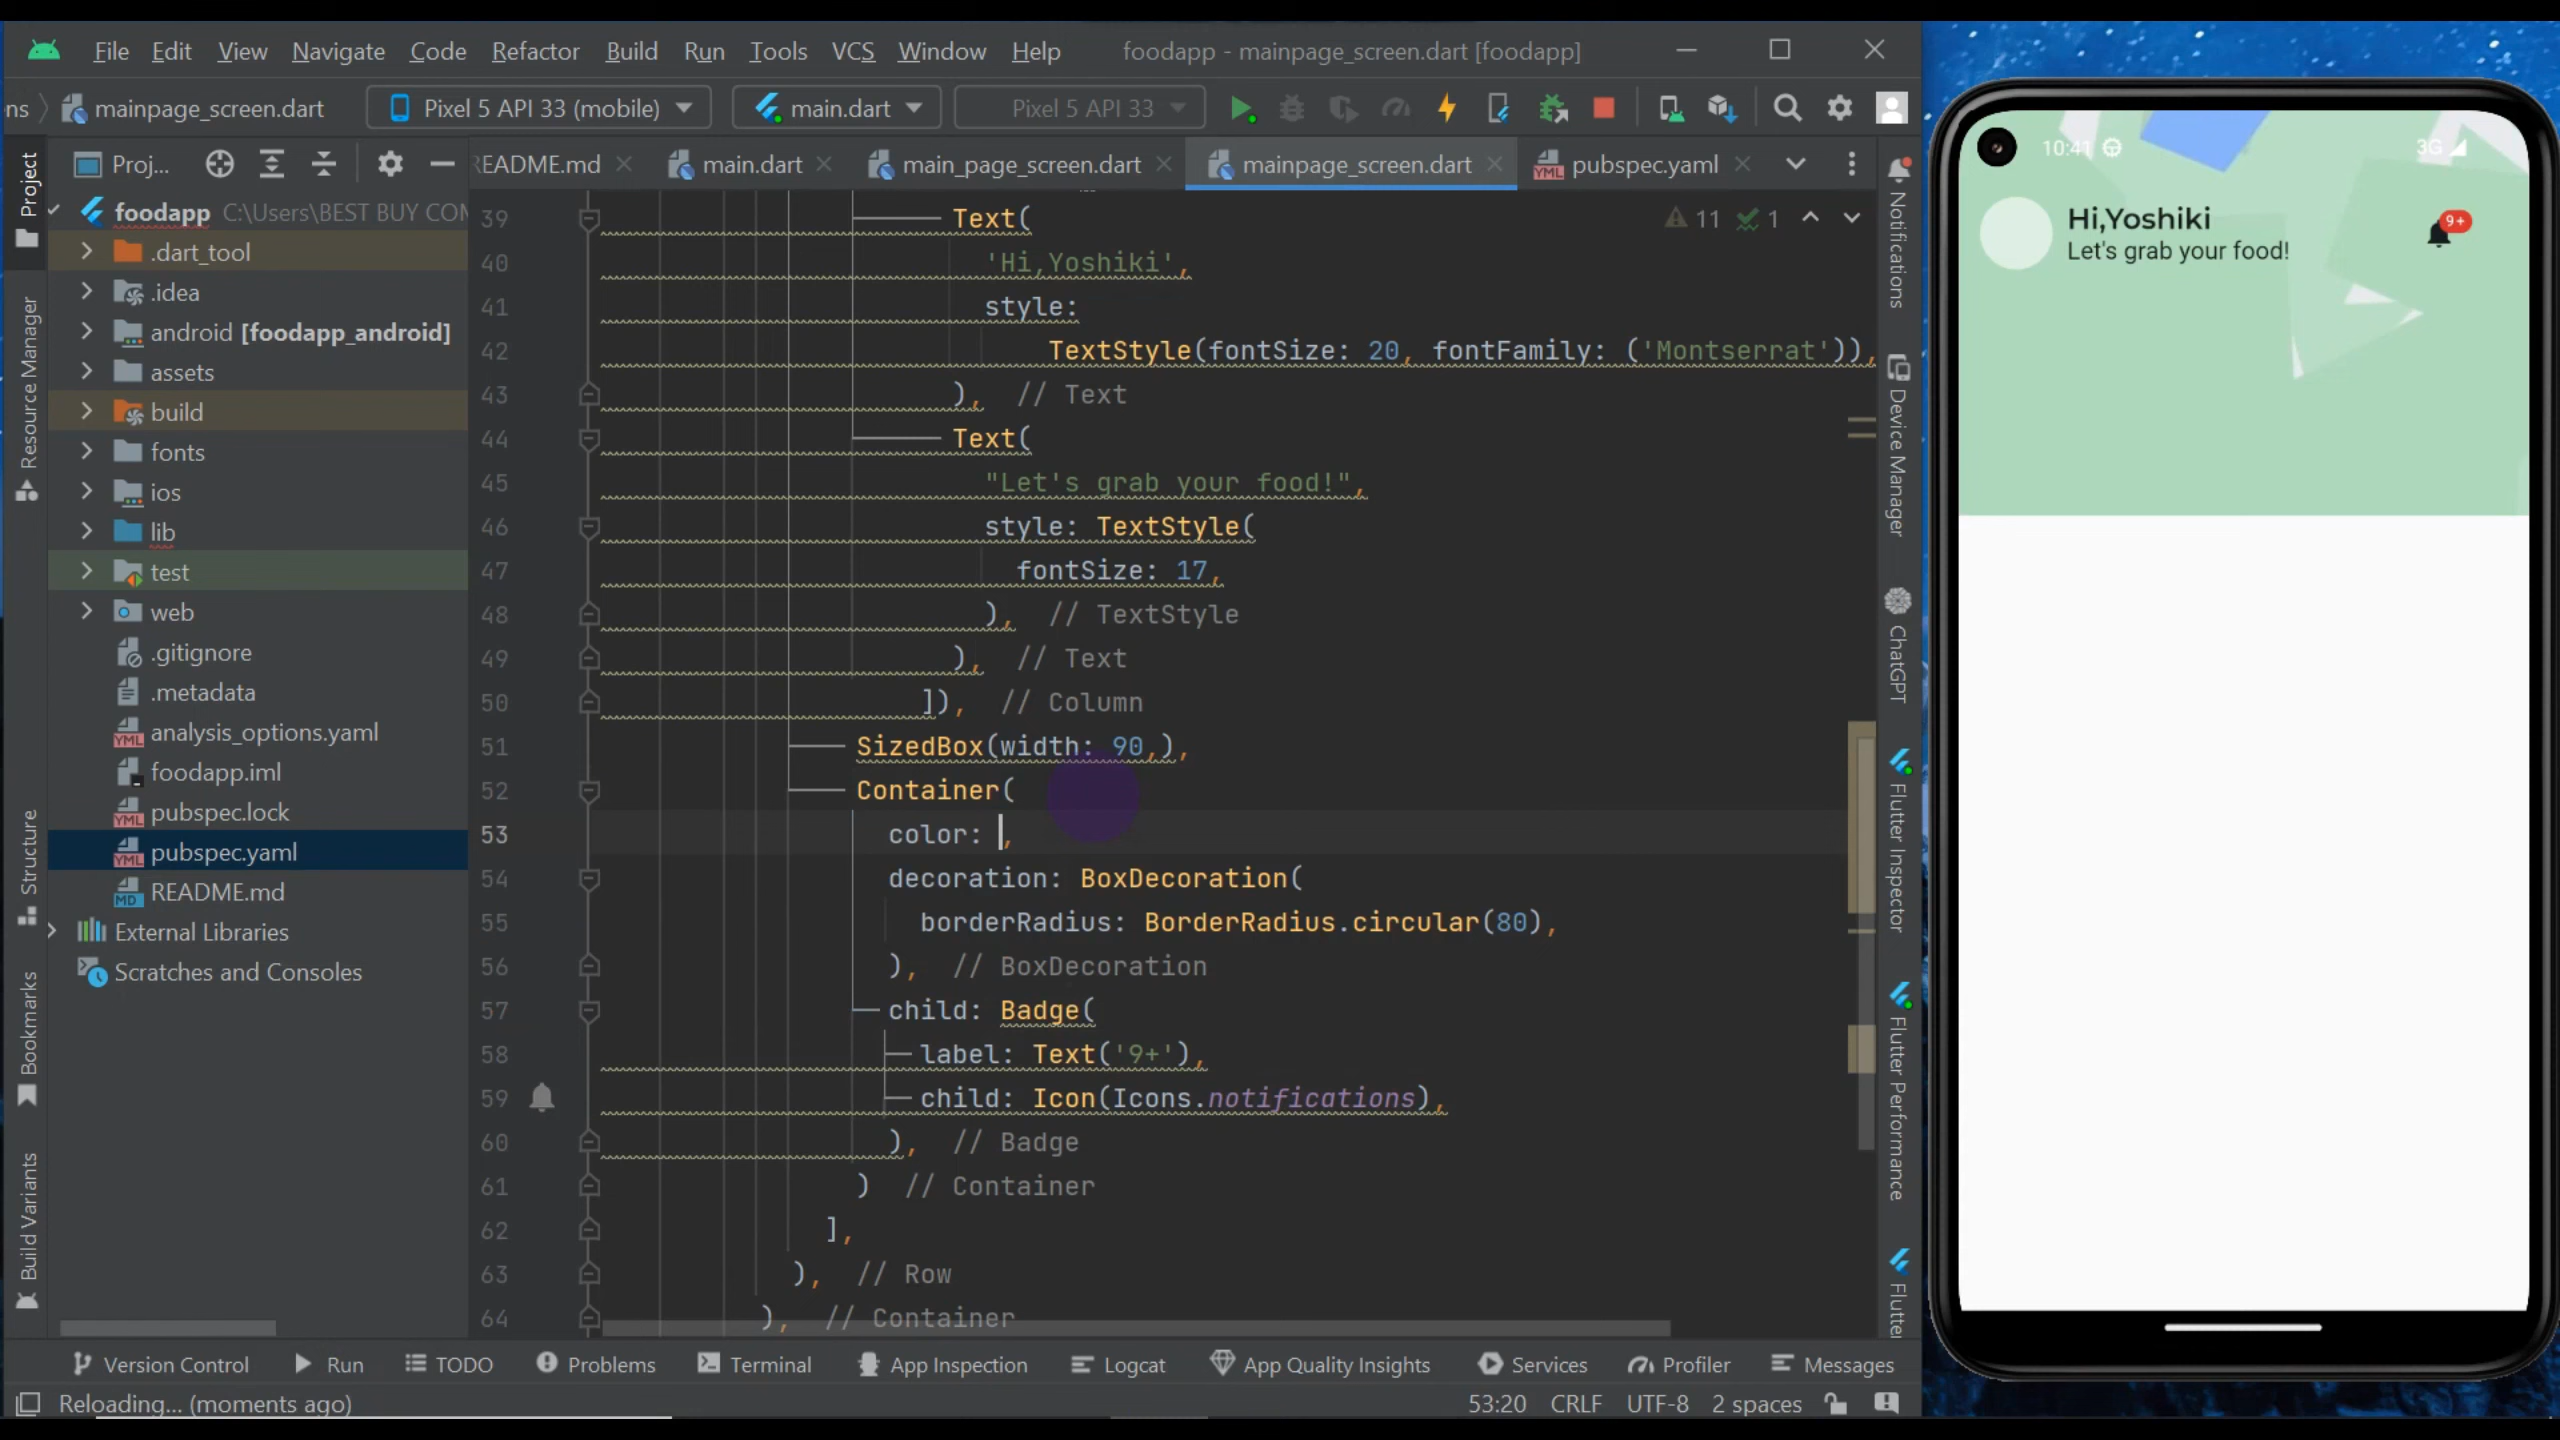 File Edit View Navigate Code Refactor Build Run Tools VCS Window Help foodapp - mainpage_screen.dart [foodapp]
ns mainpage_screen.dart Pixel 5 API 33 (mobile) main.dart Pixel 5 API 33
Proj... README.md main.dart main_page_screen.dart mainpage_screen.dart pubspec.yaml
Project
Resource Manager
Structure
Bookmarks
Build Variants
foodapp C:\Users\BEST BUY COM
.dart_tool
.idea
android [foodapp_android]
assets
build
fonts
ios
lib
test
web
.gitignore
.metadata
analysis_options.yaml
foodapp.iml
pubspec.lock
pubspec.yaml
README.md
External Libraries
Scratches and Consoles
11 1
39 Text(
40 'Hi,Yoshiki',
41 style:
42 TextStyle(fontSize: 20, fontFamily: ('Montserrat')),
43 ), // Text
44 Text(
45 "Let's grab your food!",
46 style: TextStyle(
47 fontSize: 17,
48 ), // TextStyle
49 ), // Text
50 ]), // Column
51 SizedBox(width: 90,),
52 Container(
53 color: ,
54 decoration: BoxDecoration(
55 borderRadius: BorderRadius.circular(80),
56 ), // BoxDecoration
57 child: Badge(
58 label: Text('9+'),
59 child: Icon(Icons.notifications),
60 ), // Badge
61 ) // Container
62 ],
63 ), // Row
64 ), // Container
Notifications
Device Manager
ChatGPT
Flutter Inspector
Flutter Performance
Flutter
Version Control Run TODO Problems Terminal App Inspection Logcat App Quality Insights Services Profiler Messages
Reloading... (moments ago) 53:20 CRLF UTF-8 2 spaces
10:41 3G
Hi,Yoshiki
9+
Let's grab your food!